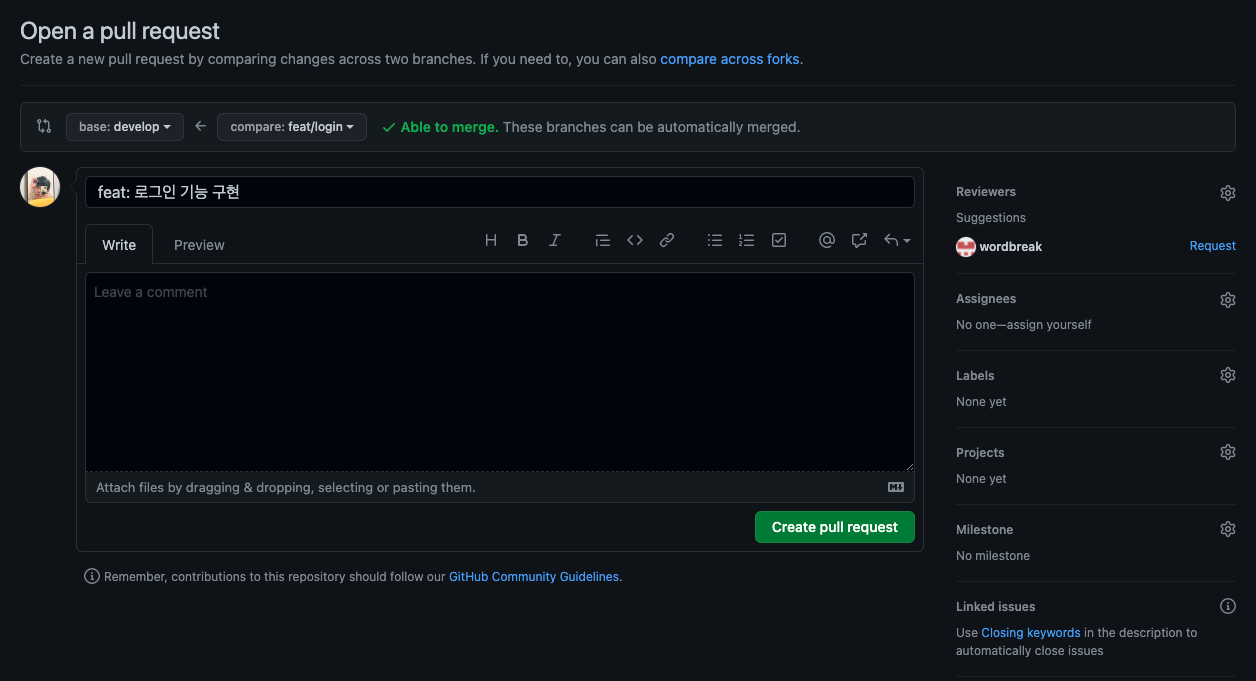 Open a pull request
Create a new pull request by comparing changes across two branches. If you need to, you can also compare across forks.
base: develop
compare: feat/login
Able to merge. These branches can be automatically merged.
feat: 로그인 기능 구현
Write
Preview
Leave a comment
Attach files by dragging & dropping, selecting or pasting them.
Create pull request
Remember, contributions to this repository should follow our GitHub Community Guidelines.
Reviewers
Suggestions
wordbreak
Request
Assignees
No one—assign yourself
Labels
None yet
Projects
None yet
Milestone
No milestone
Linked issues
Use Closing keywords in the description to
automatically close issues